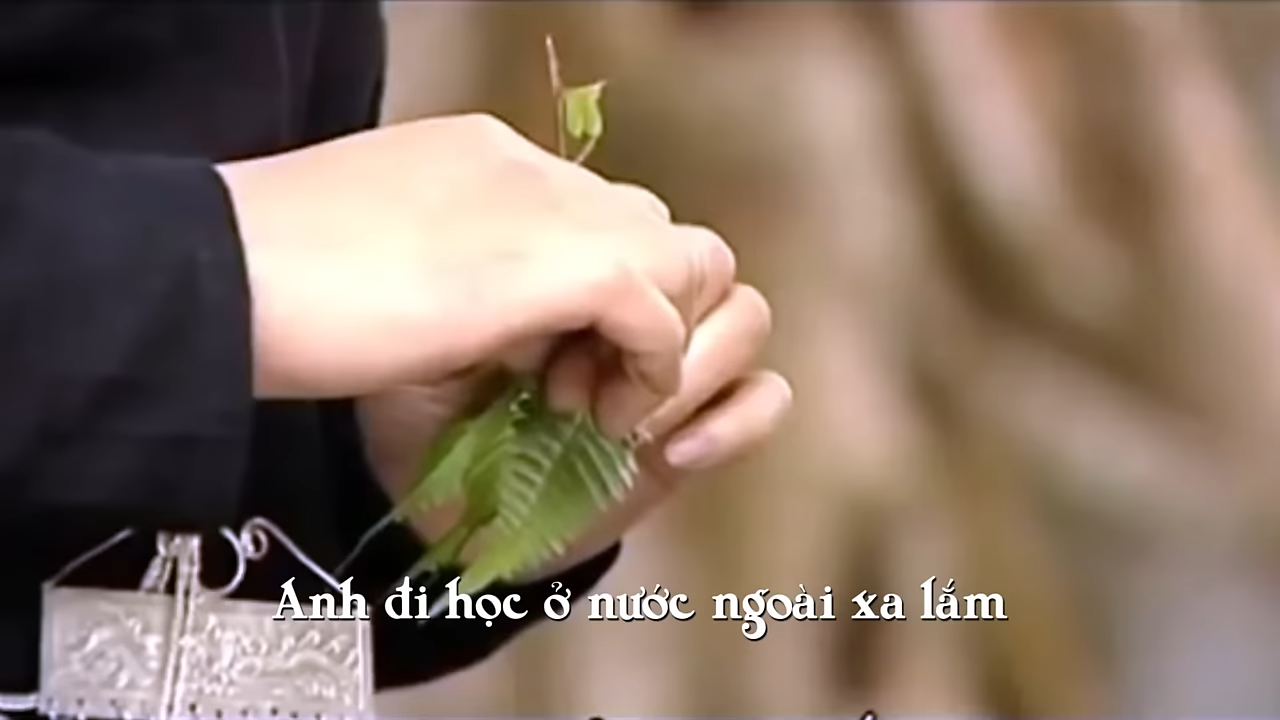 Anh đi học ở nước ngoài xa lắm